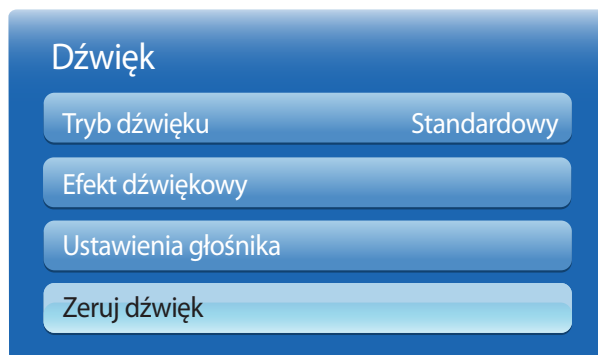 Dźwięk
Tryb dźwięku Standardowy
Efekt dźwiękowy
Ustawienia głośnika
Zeruj dźwięk